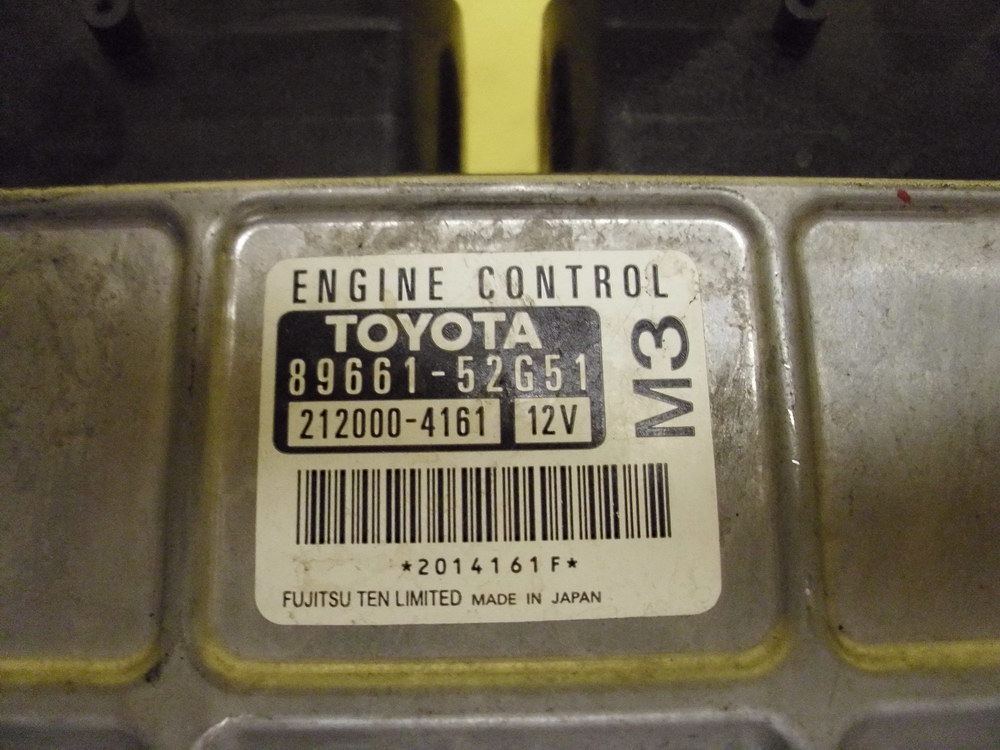 ENGINE CONTROL
TOYOTA
89661-52G51
212000-4161 12V
M3
*2014161F*
FUJITSU TEN LIMITED MADE IN JAPAN